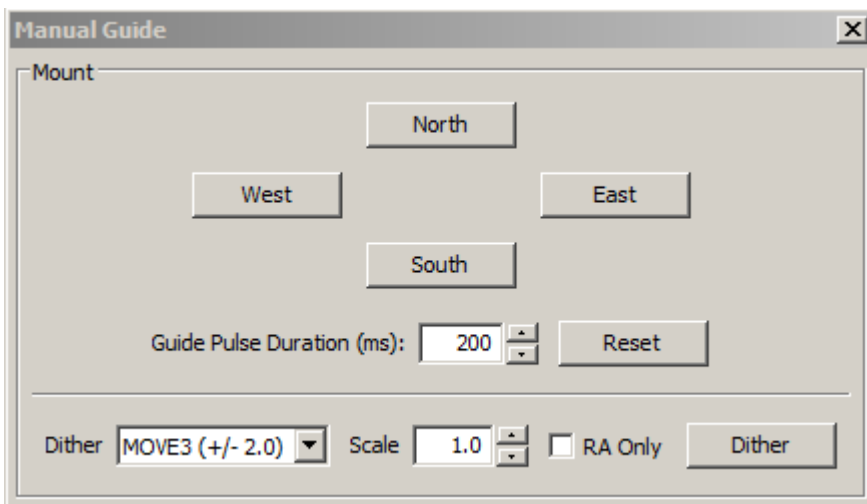 Manual Guide
Mount
North
West East
South
Guide Pulse Duration (ms): 200 Reset
Dither MOVE3 (+/- 2.0) Scale 1.0 RA Only Dither